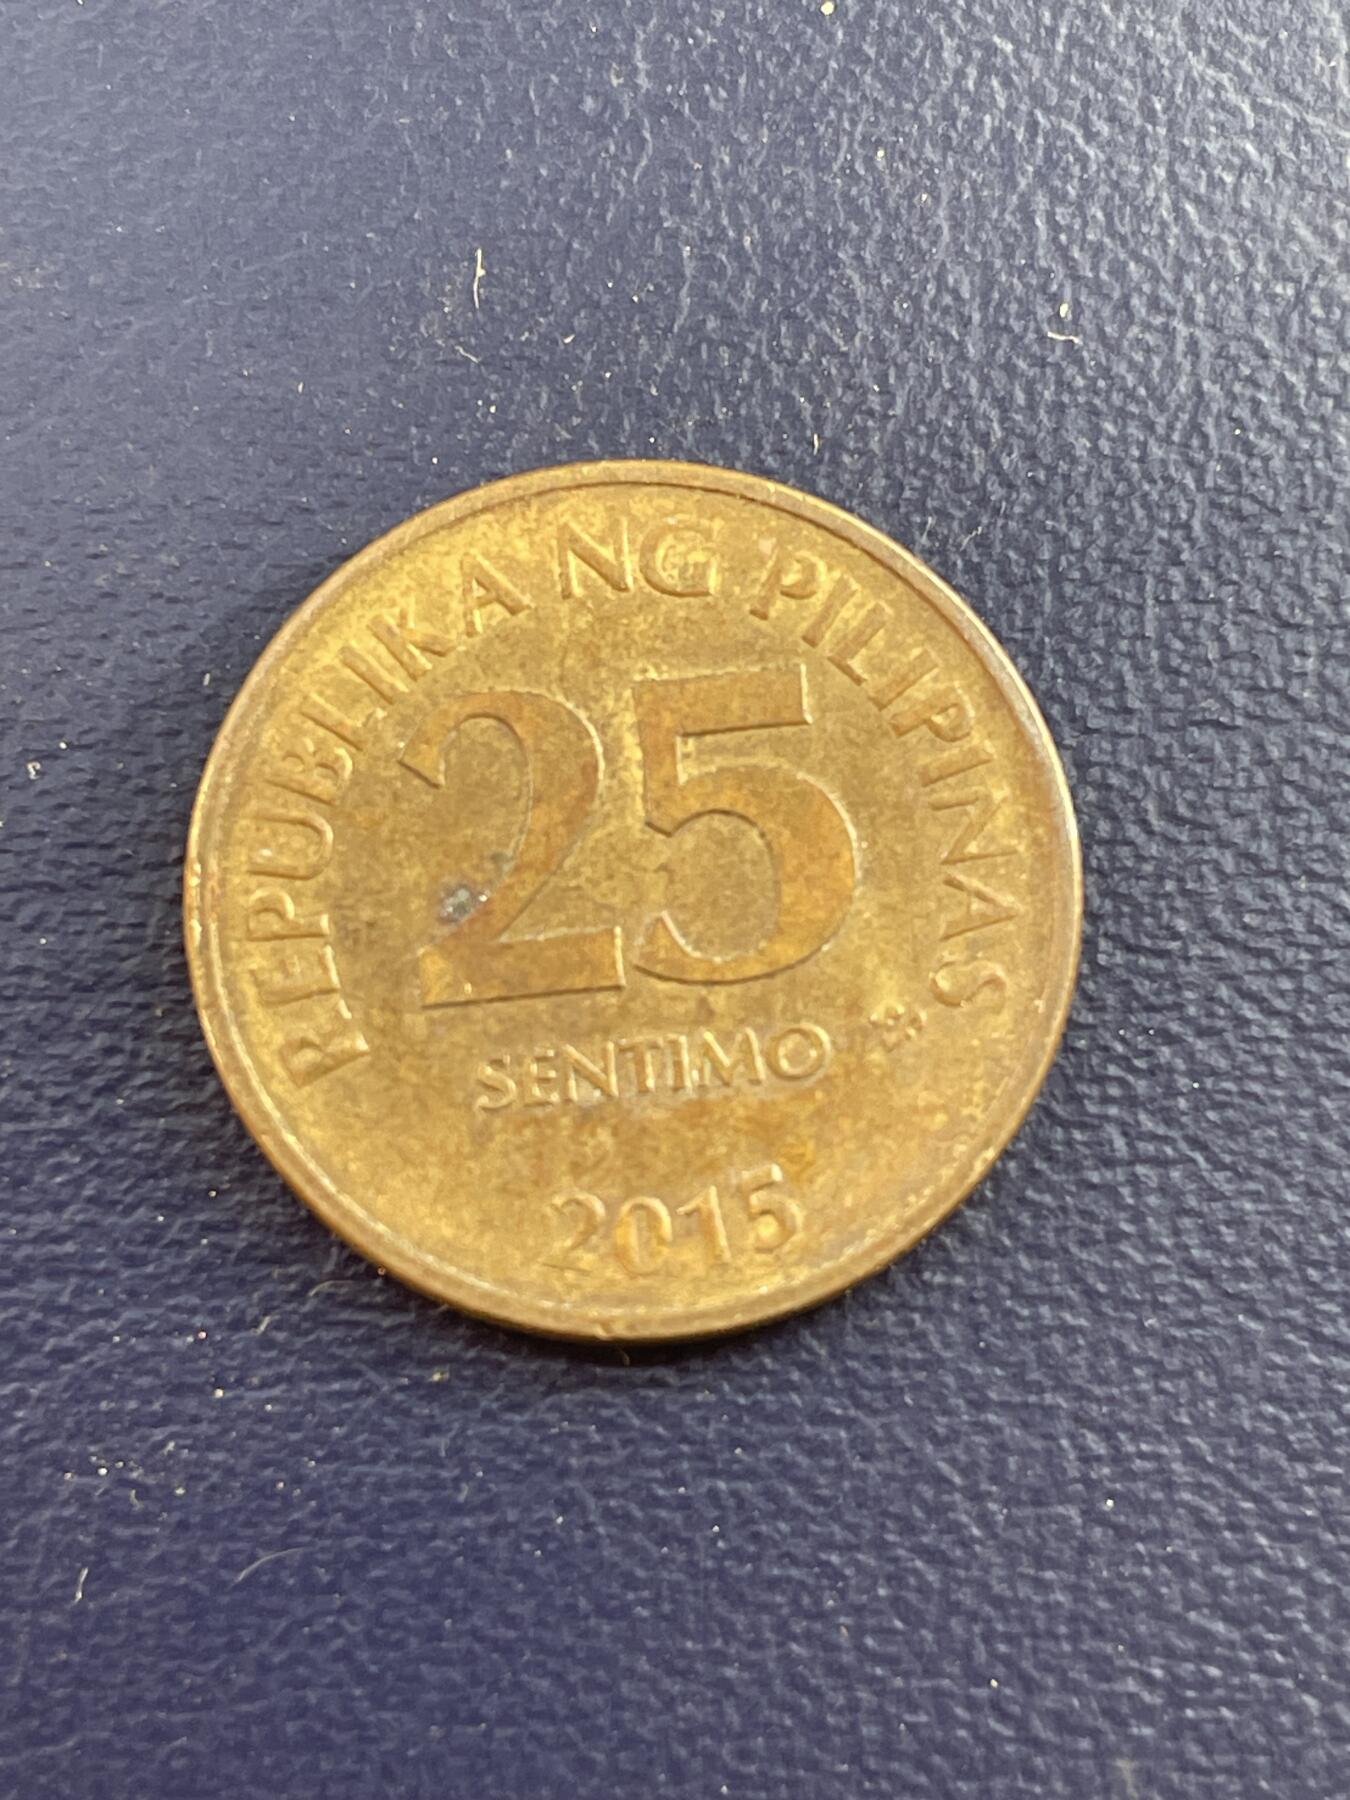 REPUBLIKA NG PILIPINAS
25
SENTIMO
2015